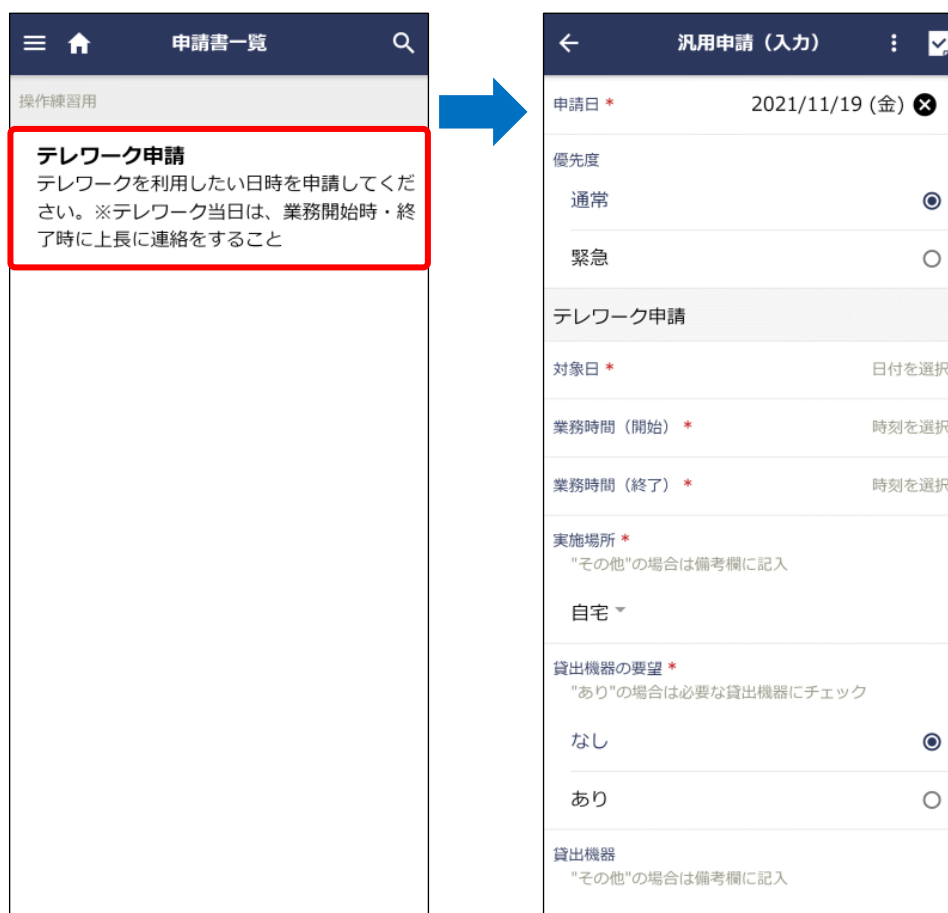 申請書一覧
操作練習用
テレワーク申請
テレワークを利用したい日時を申請してくだ
さい。※テレワーク当日は、業務開始時・終
了時に上長に連絡をすること
汎用申請（入力）
申請日 * 2021/11/19 (金)
優先度
通常
緊急
テレワーク申請
対象日 * 日付を選択
業務時間（開始） * 時刻を選択
業務時間（終了） * 時刻を選択
実施場所 *
"その他"の場合は備考欄に記入
自宅
貸出機器の要望 *
"あり"の場合は必要な貸出機器にチェック
なし
あり
貸出機器
"その他"の場合は備考欄に記入